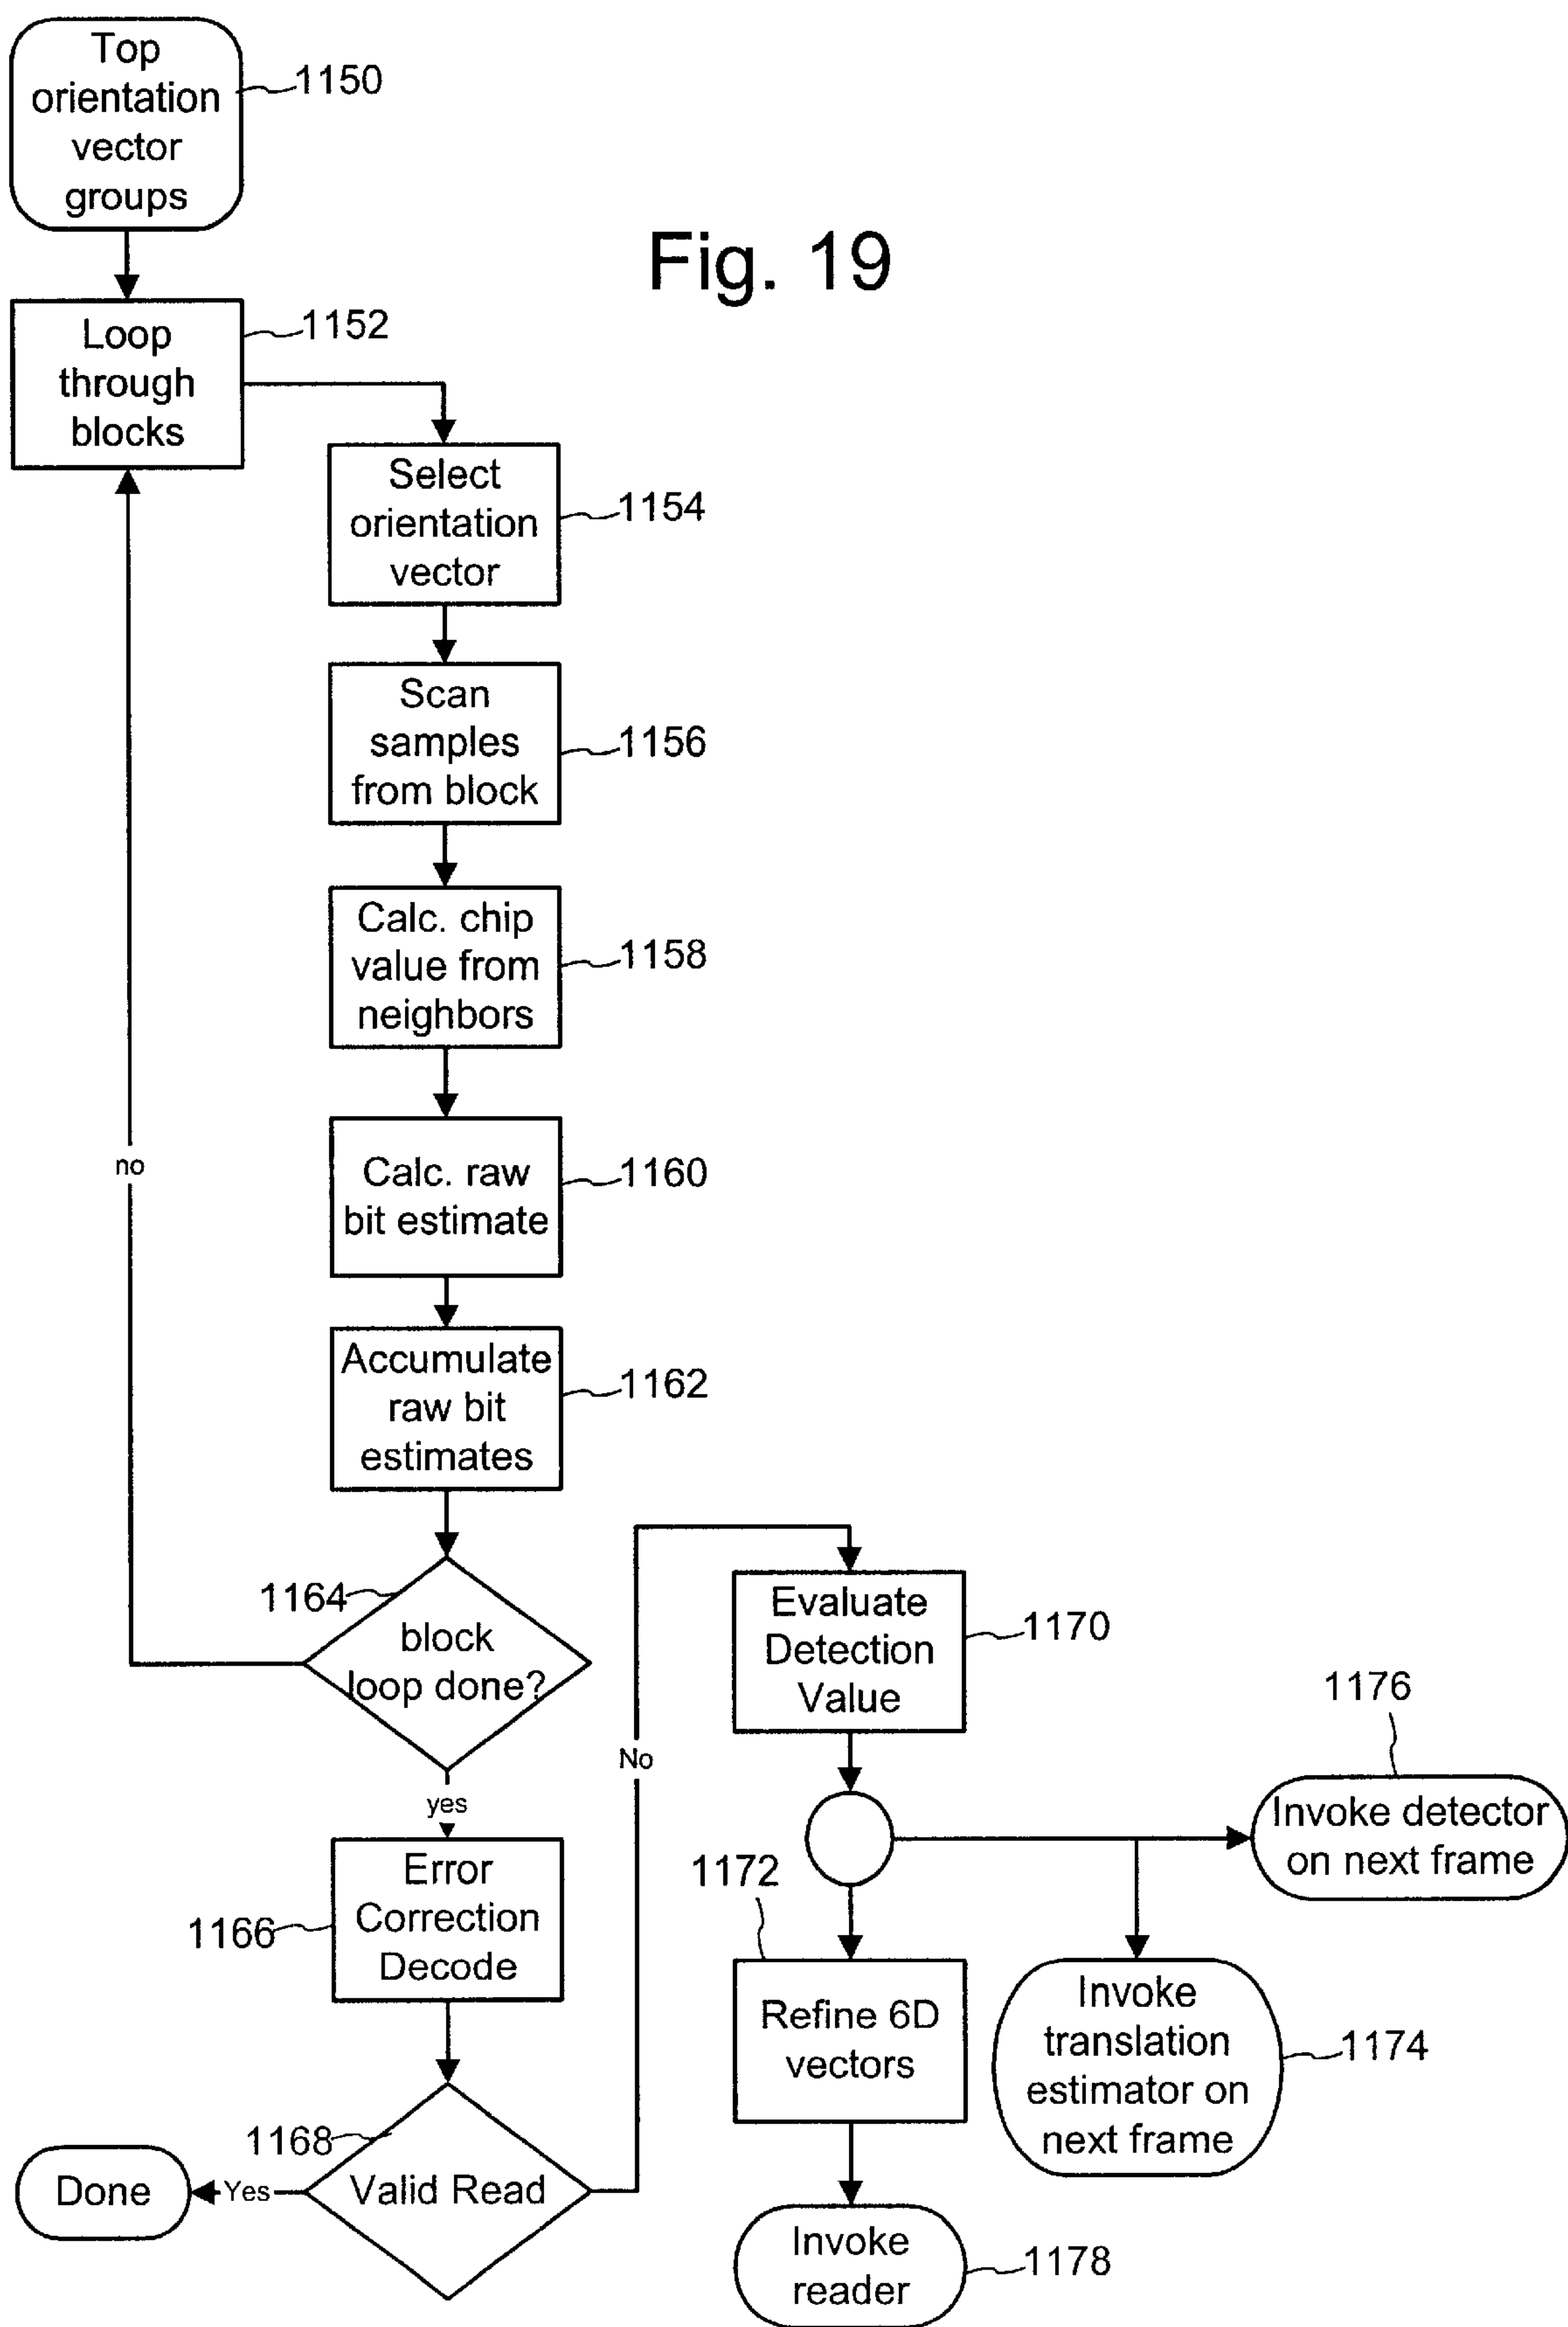 Top
orientation
vector
groups
1150
Fig. 19
Loop
through
blocks
1152
Select
orientation
vector
1154
Scan
samples
from block
1156
Calc. chip
value from
neighbors
1158
no
Calc. raw
bit estimate
1160
Accumulate
raw bit
estimates
1162
1164
block
loop done?
yes
Error
Correction
Decode
1166
1168
Valid Read
Yes
Done
No
Evaluate
Detection
Value
1170
1176
Invoke detector
on next frame
1172
Refine 6D
vectors
Invoke
translation
estimator on
next frame
1174
Invoke
reader
1178